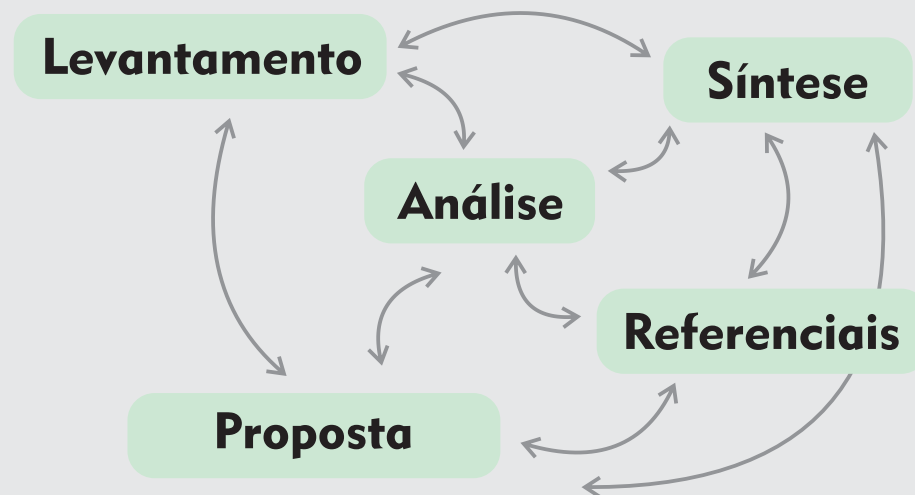 Levantamento
Síntese
Análise
Referenciais
Proposta